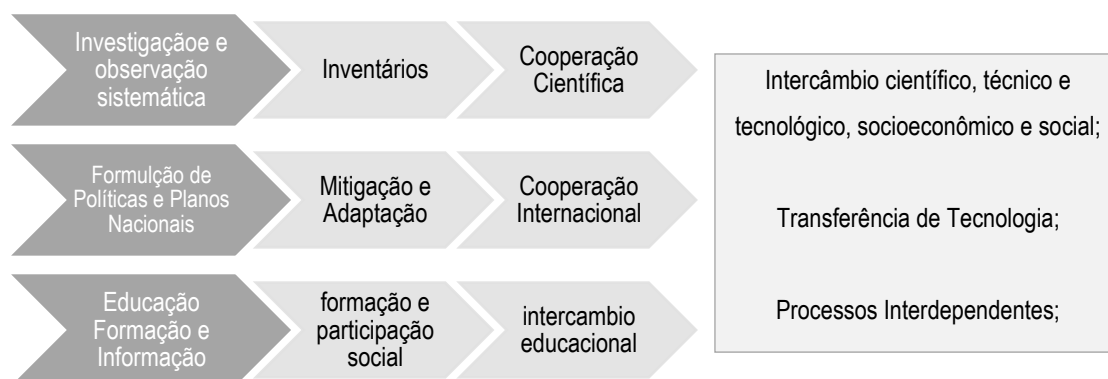 Investigaçãoe e
observação
sistemática
Inventários
Cooperação
Científica
Formulção de
Políticas e Planos
Nacionais
Mitigação e
Adaptação
Cooperação
Internacional
Educação
Formação e
Informação
formação e
participação
social
intercambio
educacional
Intercâmbio científico, técnico e
tecnológico, socioeconômico e social;
Transferência de Tecnologia;
Processos Interdependentes;